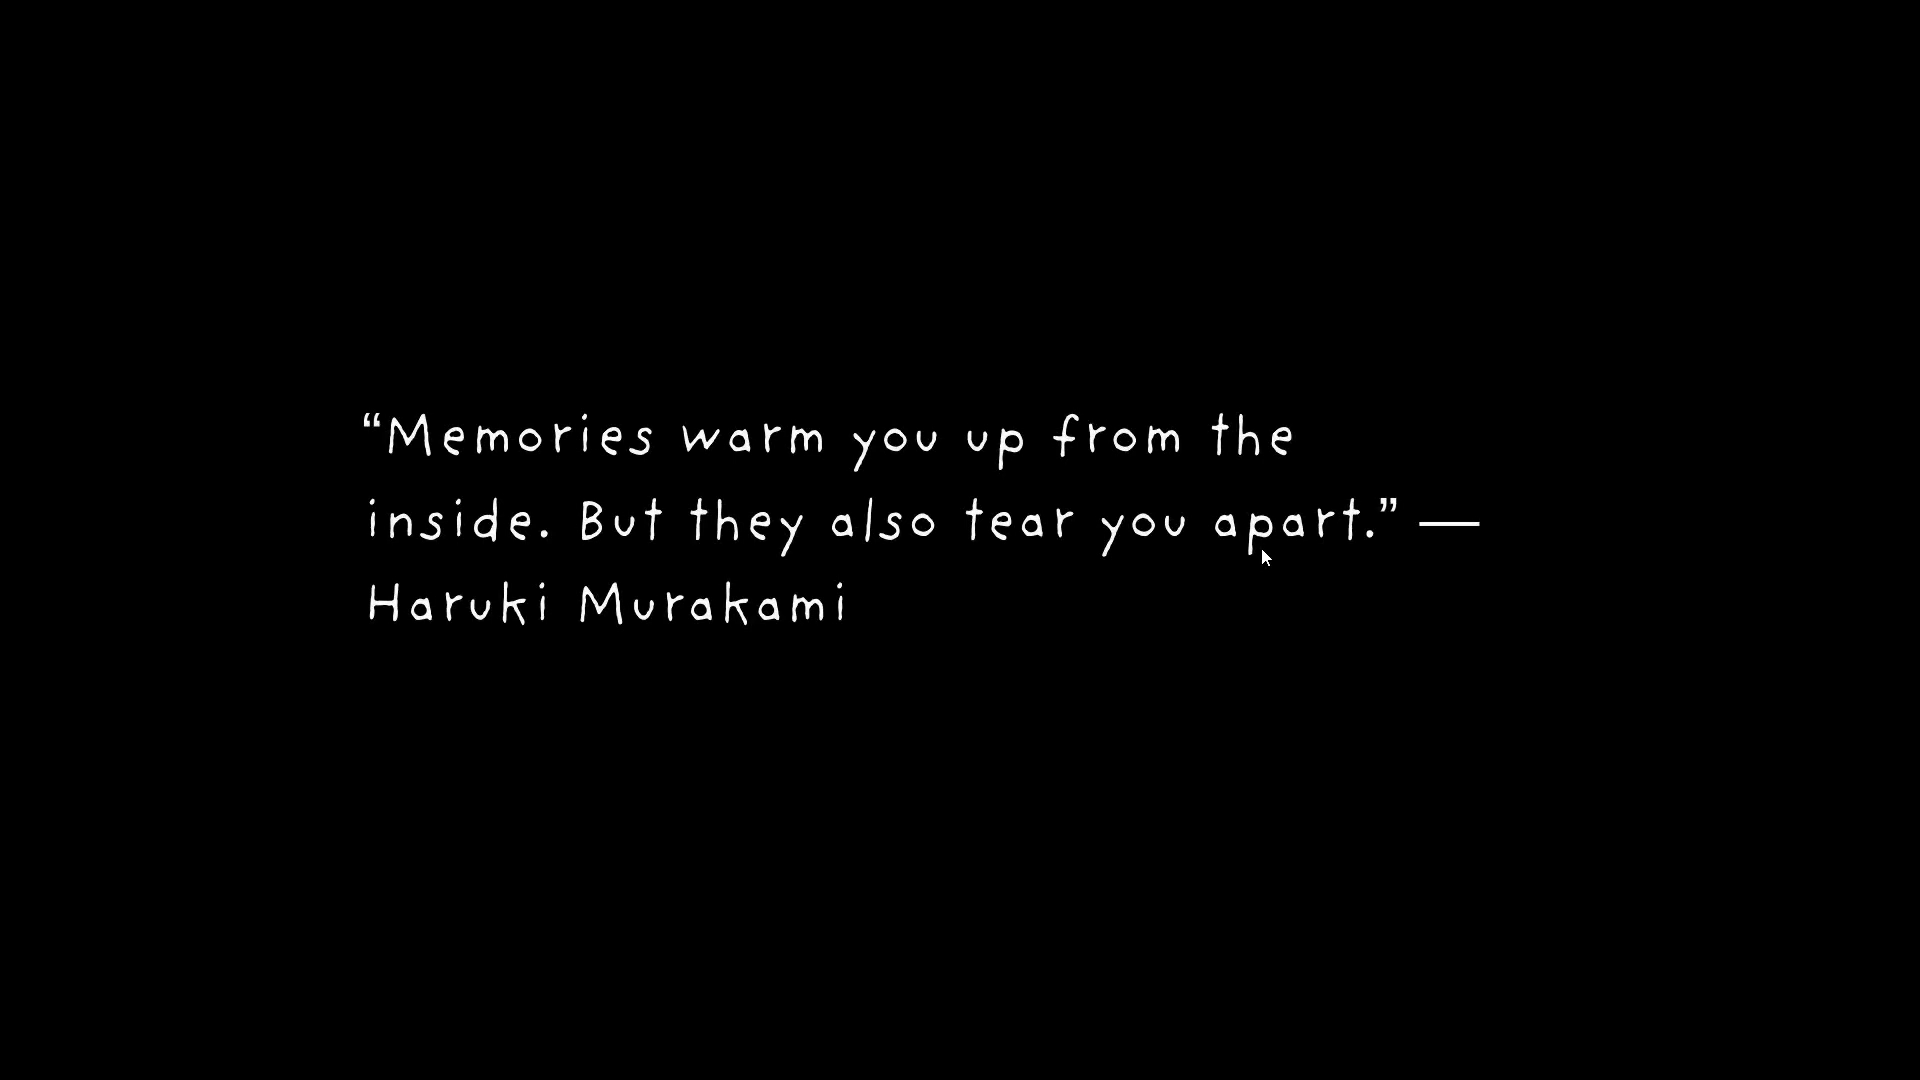 “Memories warm you up from the
inside. But they also tear you apart.” —
Haruki Murakami